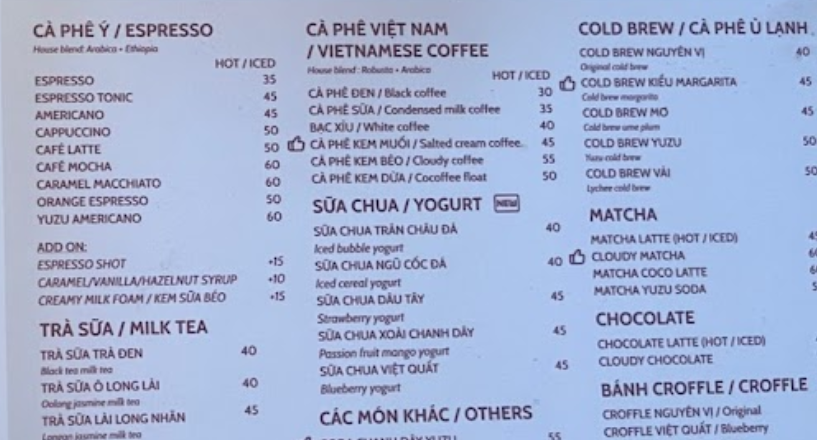 CÀ PHÊ Ý / ESPRESSO
House blend: Arabica + Ethiopia
HOT / ICED
ESPRESSO 35
ESPRESSO TONIC 45
AMERICANO 45
CAPPUCCINO 50
CAFÉ LATTE 50
CAFÉ MOCHA 60
CARAMEL MACCHIATO 60
ORANGE ESPRESSO 50
YUZU AMERICANO 60
ADD ON:
ESPRESSO SHOT +15
CARAMEL/VANILLA/HAZELNUT SYRUP +10
CREAMY MILK FOAM / KEM SỮA BÉO +15
TRÀ SỮA / MILK TEA
TRÀ SỮA TRÀ ĐEN 40
Black tea milk tea
TRÀ SỮA Ô LONG LÀI 40
Oolong jasmine milk tea
TRÀ SỮA LÀI LONG NHÃN 45
Longan jasmine milk tea
CÀ PHÊ VIỆT NAM
/ VIETNAMESE COFFEE
House blend : Robusta + Arabica
HOT / ICED
CÀ PHÊ ĐEN / Black coffee 30
CÀ PHÊ SỮA / Condensed milk coffee 35
BẠC XỈU / White coffee 40
CÀ PHÊ KEM MUỐI / Salted cream coffee 45
CÀ PHÊ KEM BÉO / Cloudy coffee 55
CÀ PHÊ KEM DỪA / Cocoffee float 50
SỮA CHUA / YOGURT NEW
SỮA CHUA TRÂN CHÂU ĐÁ 40
Iced bubble yogurt
SỮA CHUA NGŨ CỐC ĐÁ 40
Iced cereal yogurt
SỮA CHUA DÂU TÂY 45
Strawberry yogurt
SỮA CHUA XOÀI CHANH DÂY 45
Passion fruit mango yogurt
SỮA CHUA VIỆT QUẤT 45
Blueberry yogurt
CÁC MÓN KHÁC / OTHERS
SODA CHANH DÂY YUZU 55
COLD BREW / CÀ PHÊ Ủ LẠNH
COLD BREW NGUYÊN VỊ 40
Original cold brew
COLD BREW KIỂU MARGARITA 45
Cold brew margarita
COLD BREW MƠ 45
Cold brew ume plum
COLD BREW YUZU 50
Yuzu cold brew
COLD BREW VẢI 50
Lychee cold brew
MATCHA
MATCHA LATTE (HOT / ICED)
CLOUDY MATCHA
MATCHA COCO LATTE
MATCHA YUZU SODA
CHOCOLATE
CHOCOLATE LATTE (HOT / ICED)
CLOUDY CHOCOLATE
BÁNH CROFFLE / CROFFLE
CROFFLE NGUYÊN VỊ / Original
CROFFLE VIỆT QUẤT / Blueberry